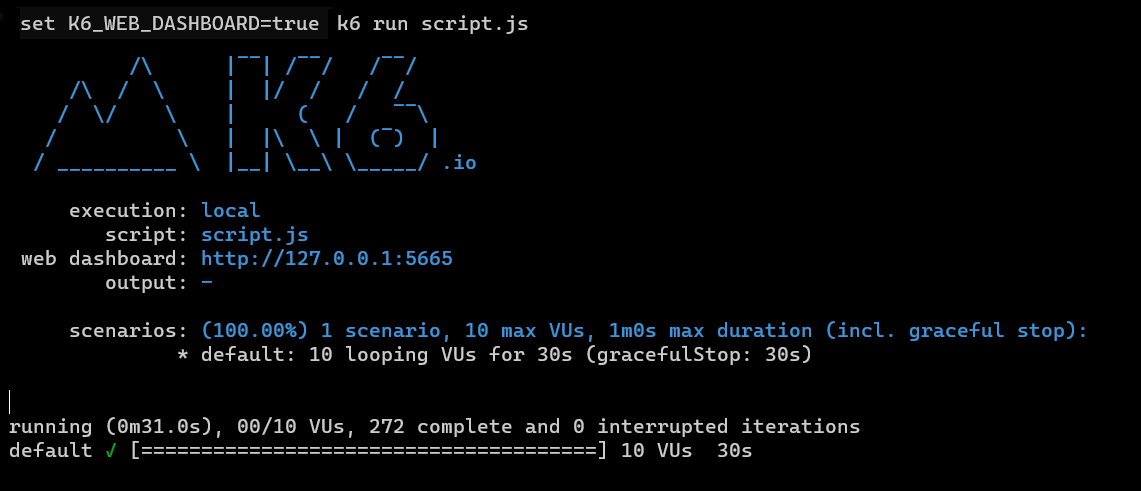 set K6_WEB_DASHBOARD=true k6 run script.js
          /\      |‾‾| /‾‾/   /‾‾/
     /\  /  \     |  |/  /   /  /
    /  \/    \    |     (   /   ‾‾\
   /          \   |  |\  \ |  (‾)  |
  / __________ \  |__| \__\ \_____/ .io
execution: local
script: script.js
web dashboard: http://127.0.0.1:5665
output: -
scenarios: (100.00%) 1 scenario, 10 max VUs, 1m0s max duration (incl. graceful stop):
* default: 10 looping VUs for 30s (gracefulStop: 30s)
running (0m31.0s), 00/10 VUs, 272 complete and 0 interrupted iterations
default ✓ [======================================] 10 VUs  30s